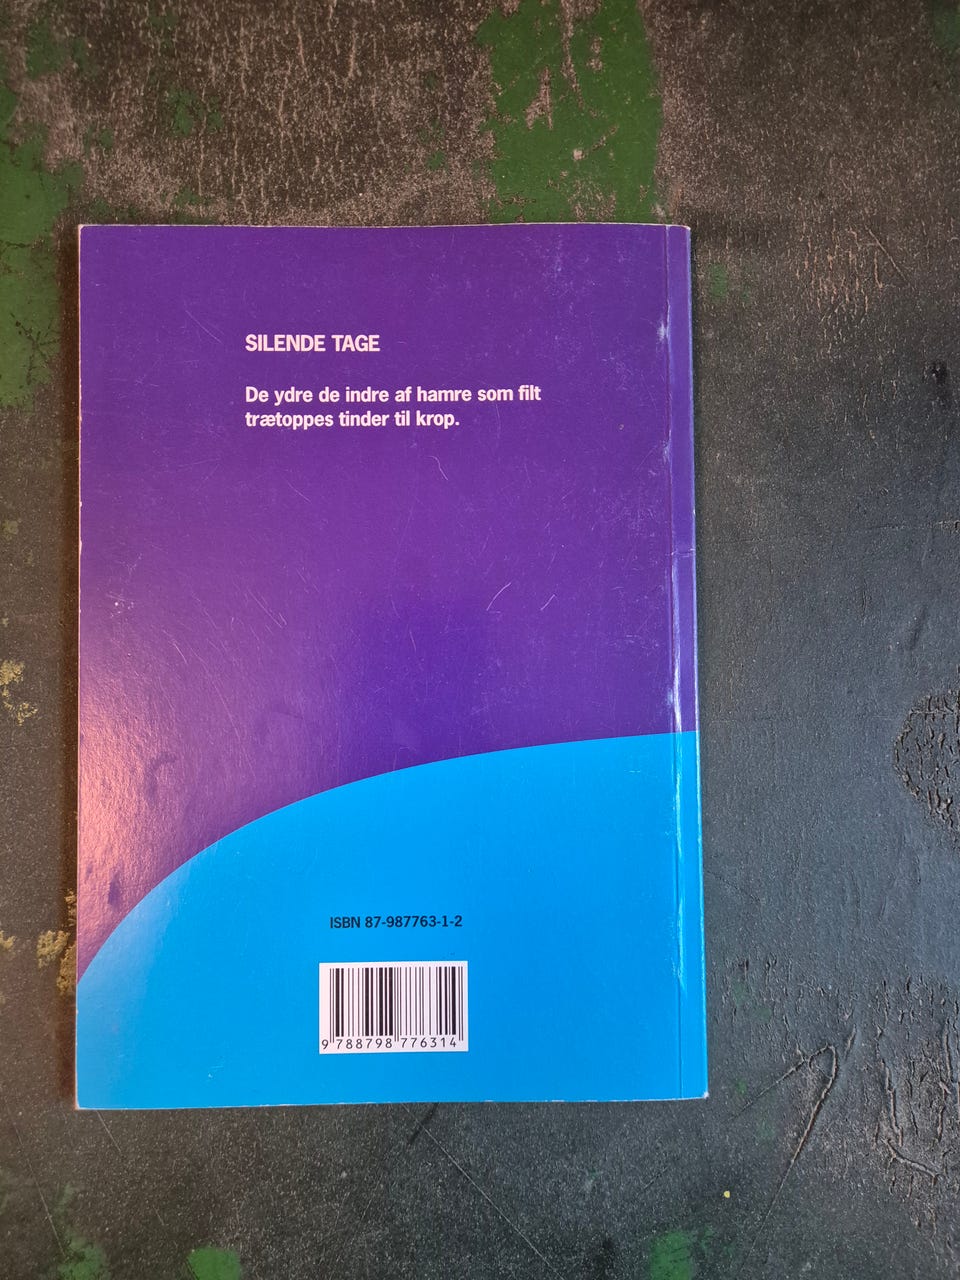 SILENDE TAGE
De ydre de indre af hamre som filt
trætoppes tinder til krop.
ISBN 87-987763-1-2
9 788798 776314